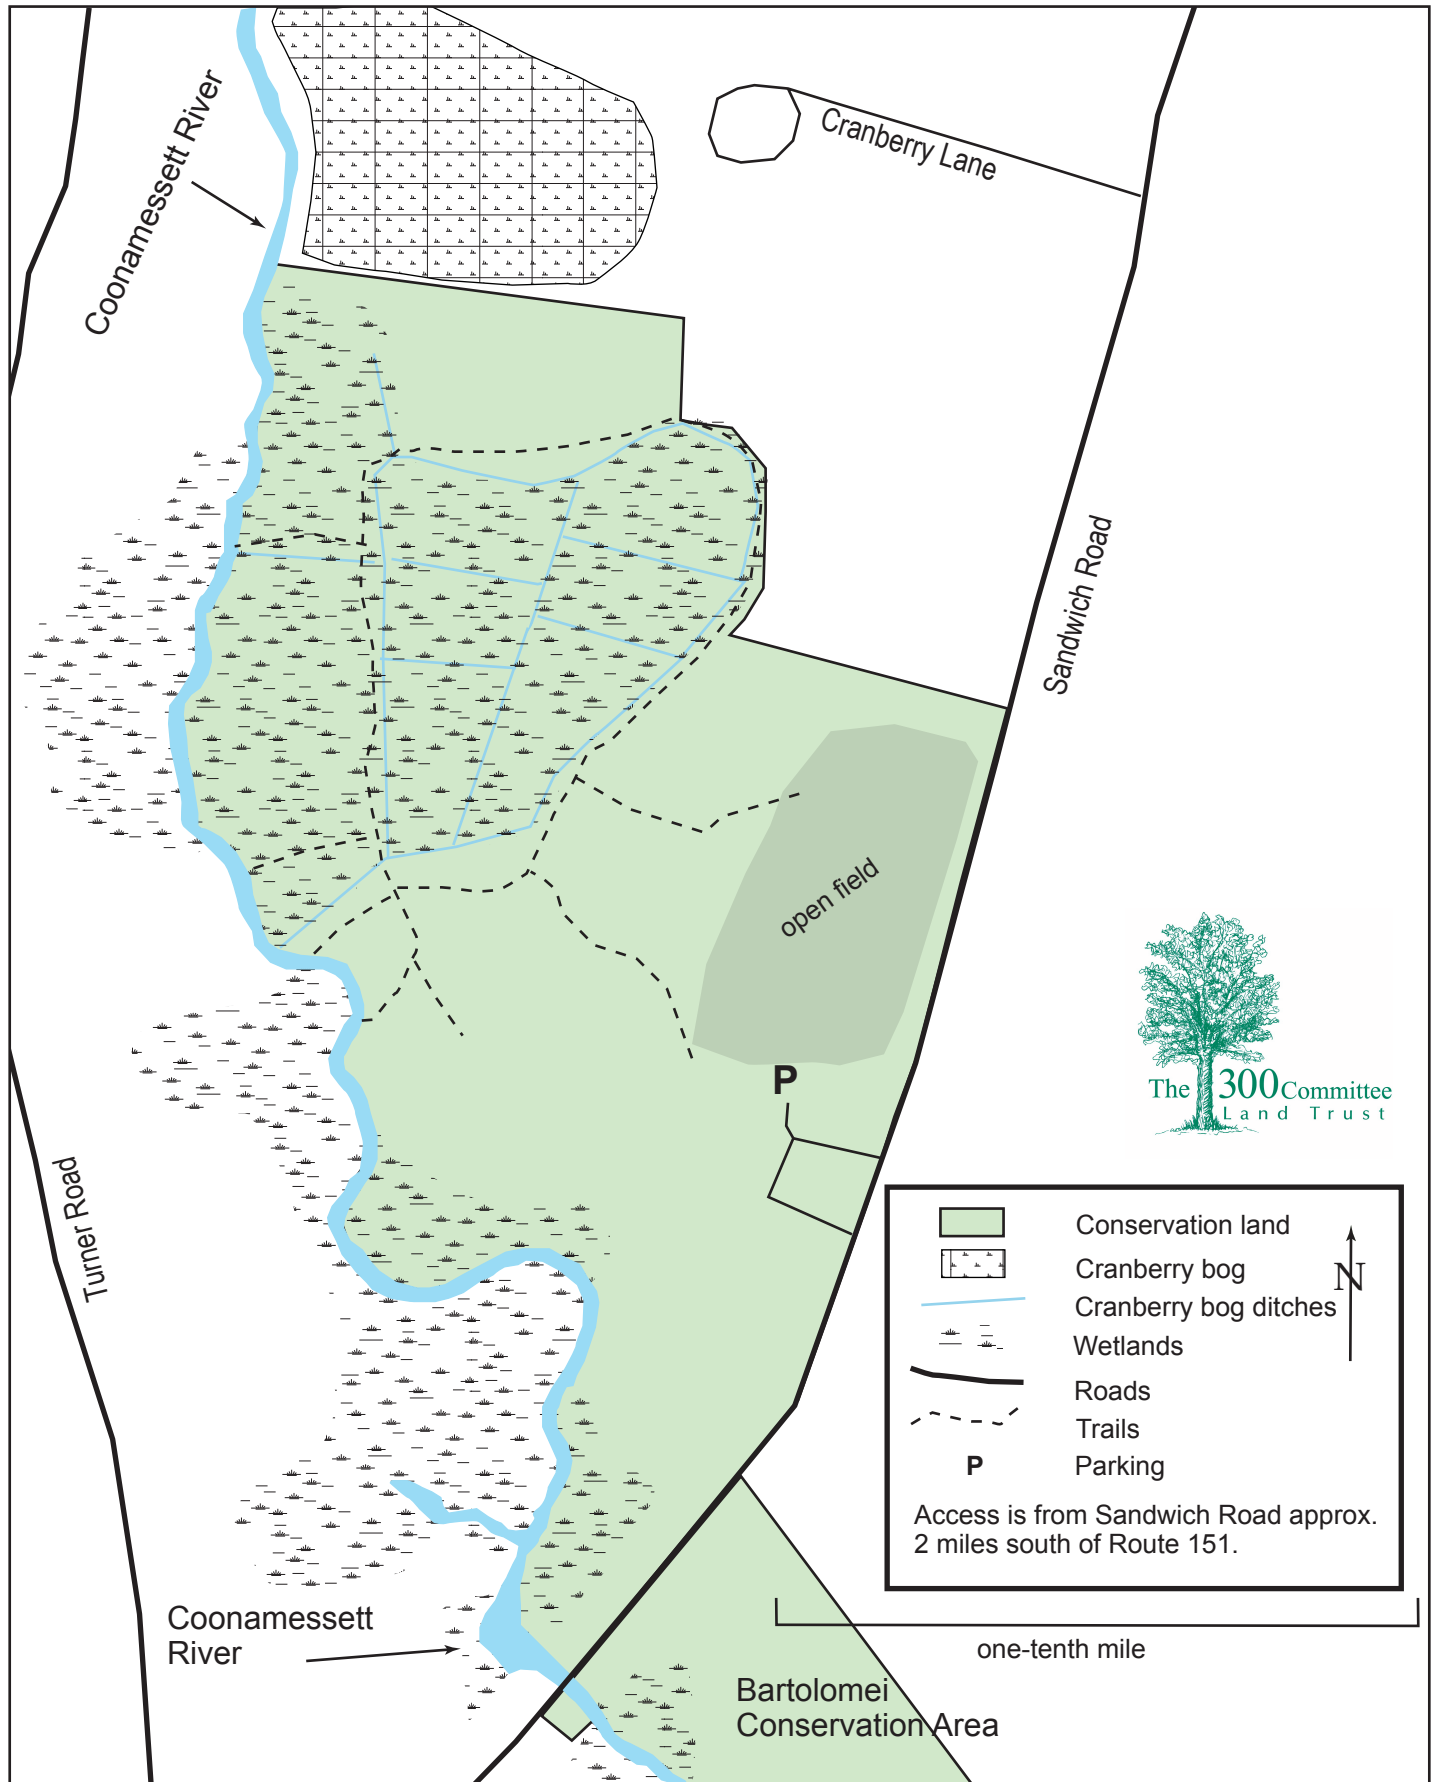 Coonamessett River
Cranberry Lane
Sandwich Road
open field
P
The 300 Committee
Land Trust
Turner Road
Conservation land
Cranberry bog
N
Cranberry bog ditches
Wetlands
Roads
Trails
P
Parking
Access is from Sandwich Road approx.
2 miles south of Route 151.
Coonamessett
River
one-tenth mile
Bartolomei
Conservation Area